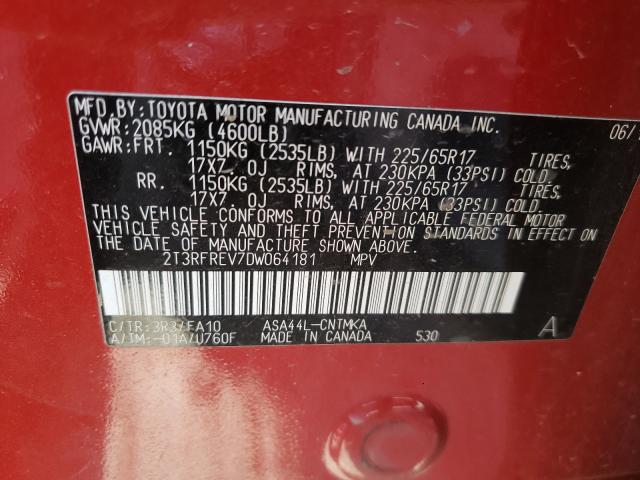 MFD.BY:TOYOTA MOTOR MANUFACTURING CANADA INC. 06/
GVWR:2085KG (4600LB)
GAWR:FRT. 1150KG (2535LB) WITH 225/65R17 TIRES,
17X7.0J RIMS, AT 230KPA (33PSI) COLD.
RR. 1150KG (2535LB) WITH 225/65R17 TIRES,
17X7.0J RIMS, AT 230KPA (33PSI) COLD.
THIS VEHICLE CONFORMS TO ALL APPLICABLE FEDERAL MOTOR
VEHICLE SAFETY AND THEFT PREVENTION STANDARDS IN EFFECT ON
THE DATE OF MANUFACTURE SHOWN ABOVE.
2T3RFREV7DW064181 MPV
C/TR:3R3/FA10 ASA44L-CNTMKA A
A/TM:-01A/U760F MADE IN CANADA 530